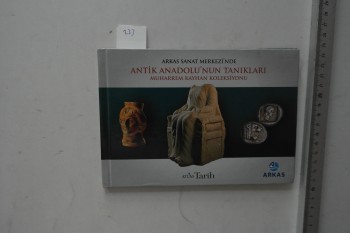 ARKAS SANAT MERKEZİ'NDE
ANTİK ANADOLU'NUN TANIKLARI
MUHARREM KAYHAN KOLEKSİYONU
Tarih
ARKAS